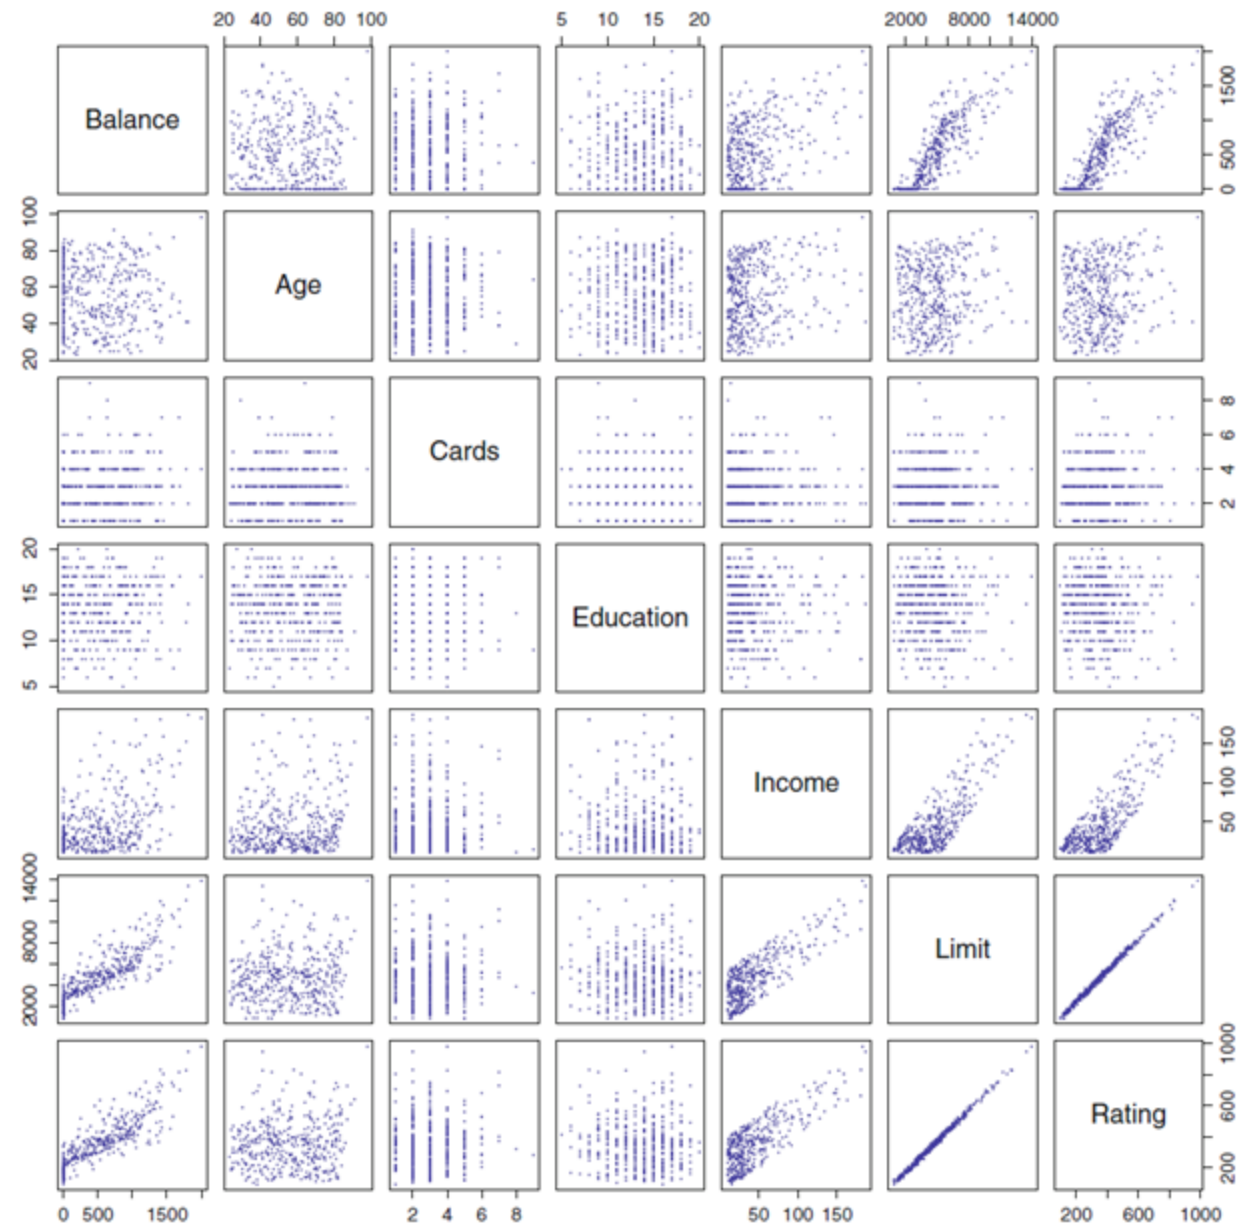 20 40 60 80 100 5 10 15 20 2000 8000 14000
Balance
0 500 1500
20 40 60 80 100
Age
Cards
2 4 6 8
5 10 15 20
Education
Income
50 100 150
2000 8000 14000
Limit
Rating
200 600 1000
0 500 1500 2 4 6 8 50 100 150 200 600 1000